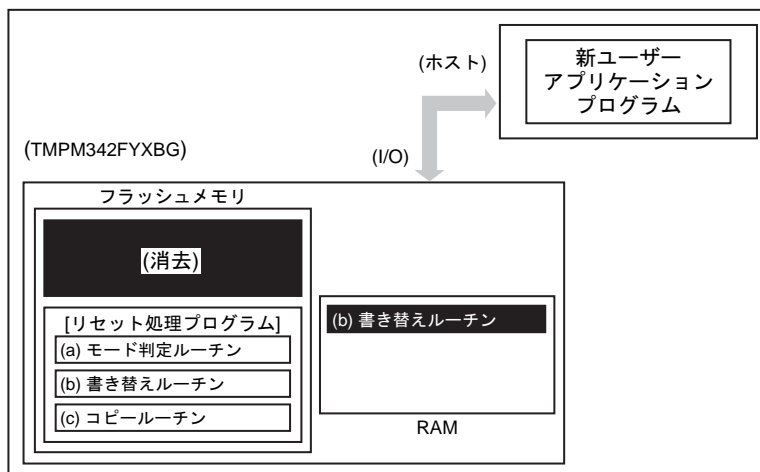 (ホスト)
新ユーザー
アプリケーション
プログラム
(TMPM342FYXBG)
(I/O)
フラッシュメモリ
(消去)
[リセット処理プログラム]
(a) モード判定ルーチン
(b) 書き替えルーチン
(c) コピールーチン
(b) 書き替えルーチン
RAM